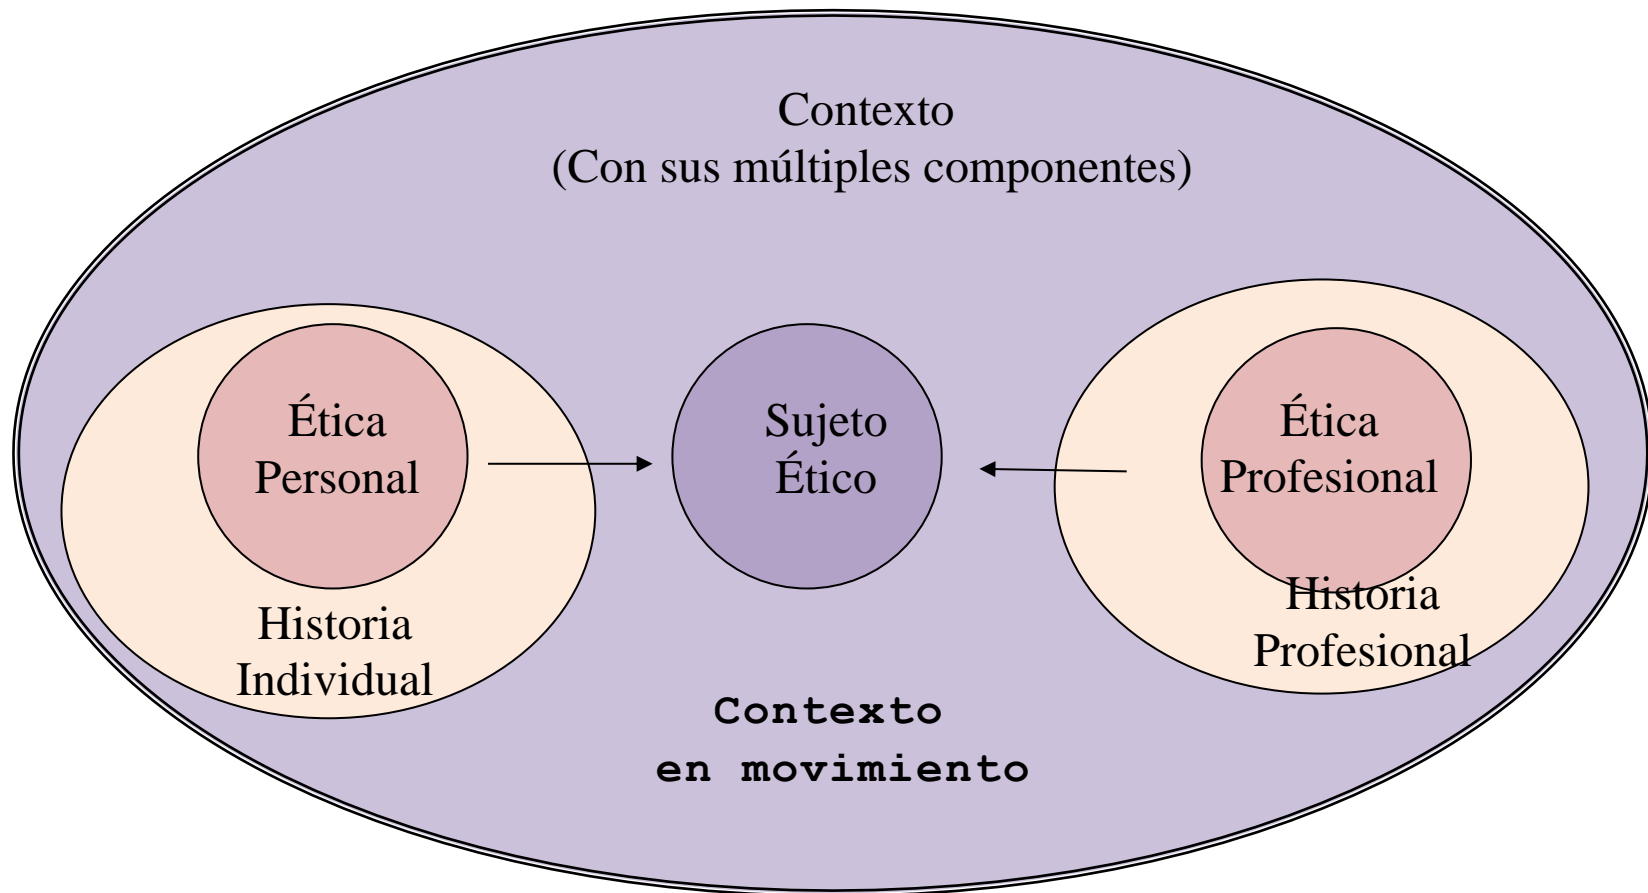 Contexto
(Con sus múltiples componentes)
Ética
Personal
Historia
Individual
Sujeto
Ético
Ética
Profesional
Historia
Profesional
Contexto
en movimiento